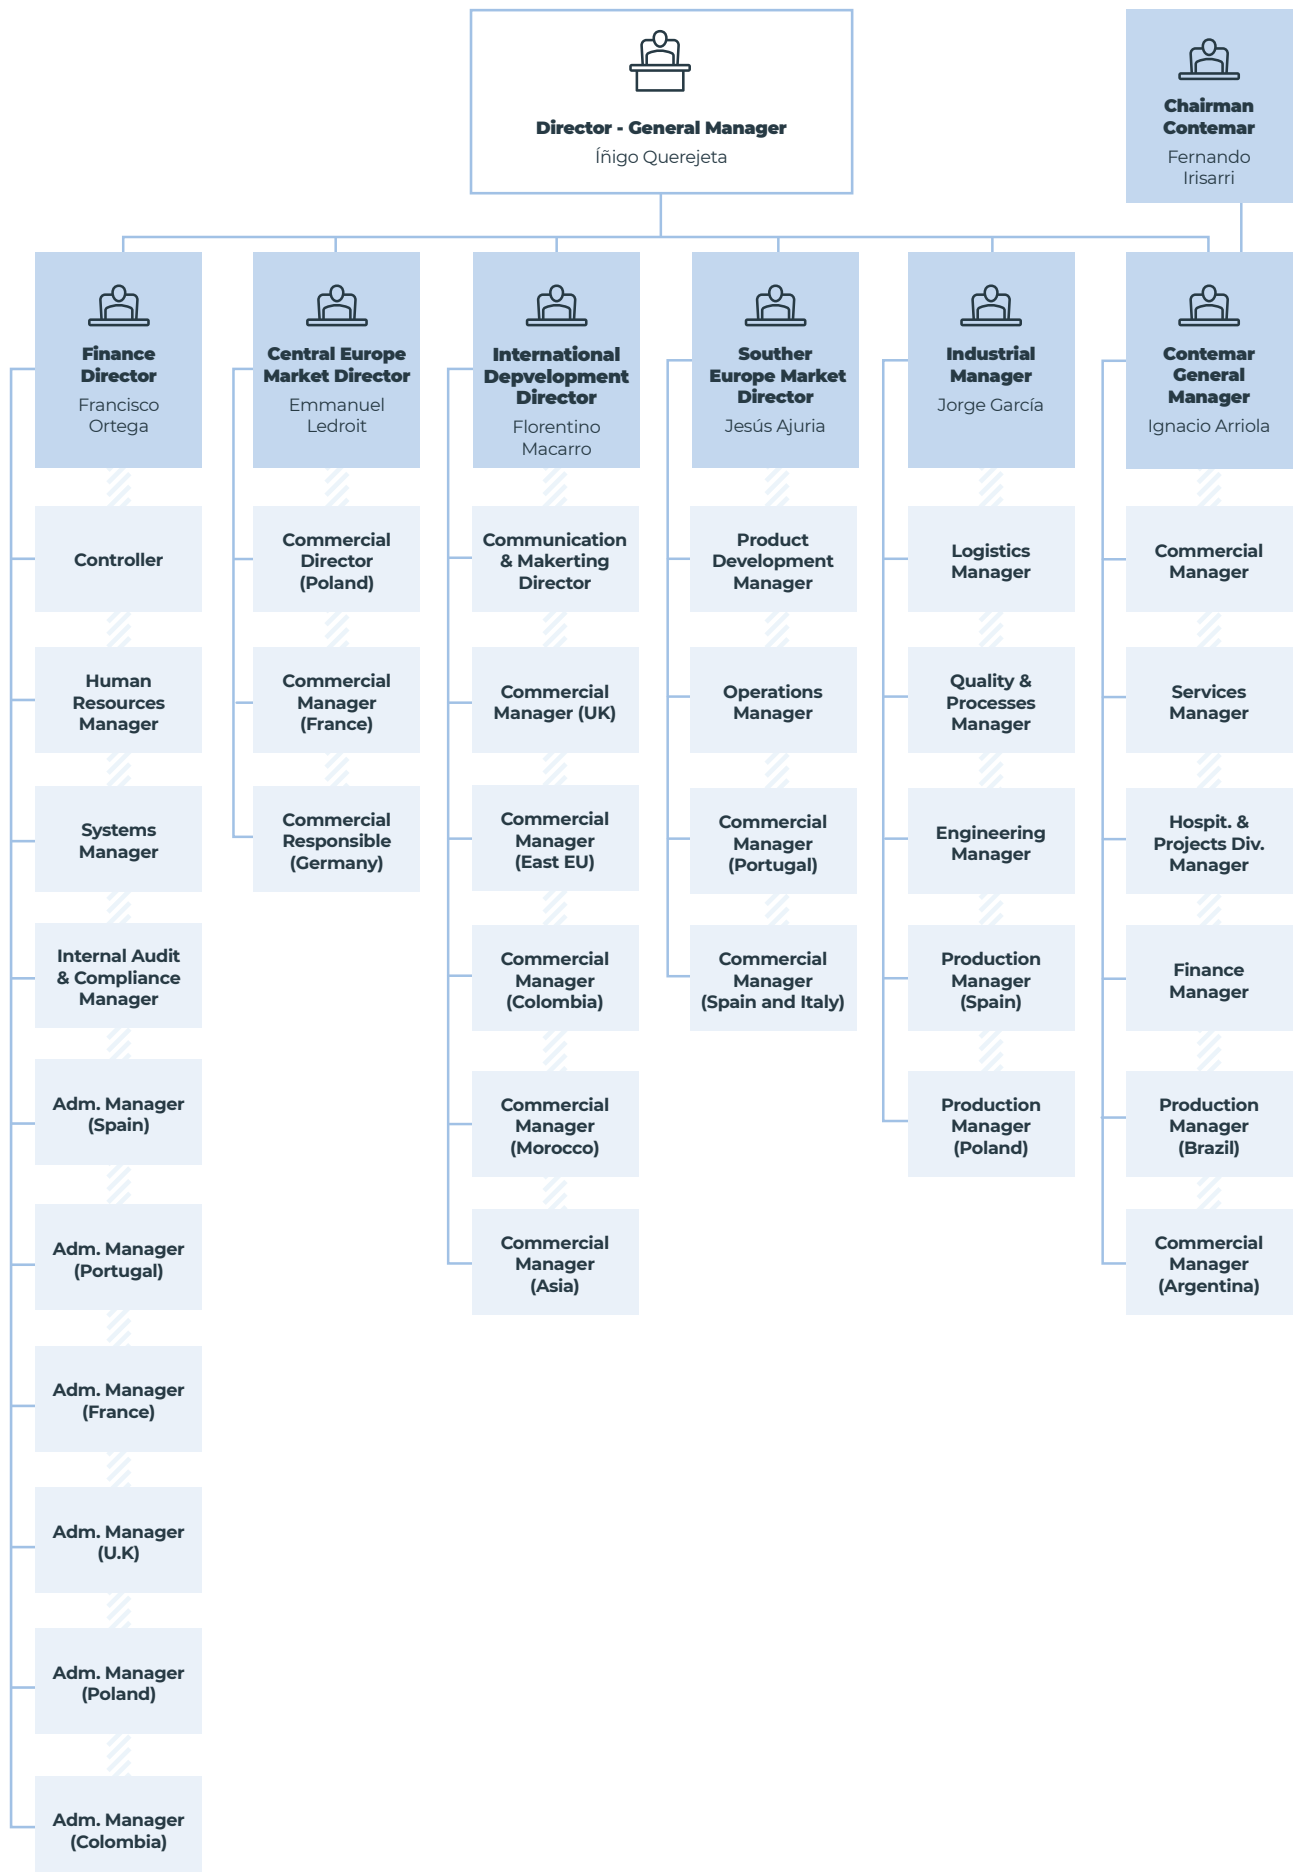 Director - General Manager
Íñigo Querejeta
Chairman
Contemar
Fernando
Irisarri
Finance
Director
Francisco
Ortega
Controller
Human
Resources
Manager
Systems
Manager
Internal Audit
& Compliance
Manager
Adm. Manager
(Spain)
Adm. Manager
(Portugal)
Adm. Manager
(France)
Adm. Manager
(U.K)
Adm. Manager
(Poland)
Adm. Manager
(Colombia)
Central Europe
Market Director
Emmanuel
Ledroit
Commercial
Director
(Poland)
Commercial
Manager
(France)
Commercial
Responsible
(Germany)
International
Depvelopment
Director
Florentino
Macarro
Communication
& Makerting
Director
Commercial
Manager (UK)
Commercial
Manager
(East EU)
Commercial
Manager
(Colombia)
Commercial
Manager
(Morocco)
Commercial
Manager
(Asia)
Souther
Europe Market
Director
Jesús Ajuria
Product
Development
Manager
Operations
Manager
Commercial
Manager
(Portugal)
Commercial
Manager
(Spain and Italy)
Industrial
Manager
Jorge García
Logistics
Manager
Quality &
Processes
Manager
Engineering
Manager
Production
Manager
(Spain)
Production
Manager
(Poland)
Contemar
General
Manager
Ignacio Arriola
Commercial
Manager
Services
Manager
Hospit. &
Projects Div.
Manager
Finance
Manager
Production
Manager
(Brazil)
Commercial
Manager
(Argentina)